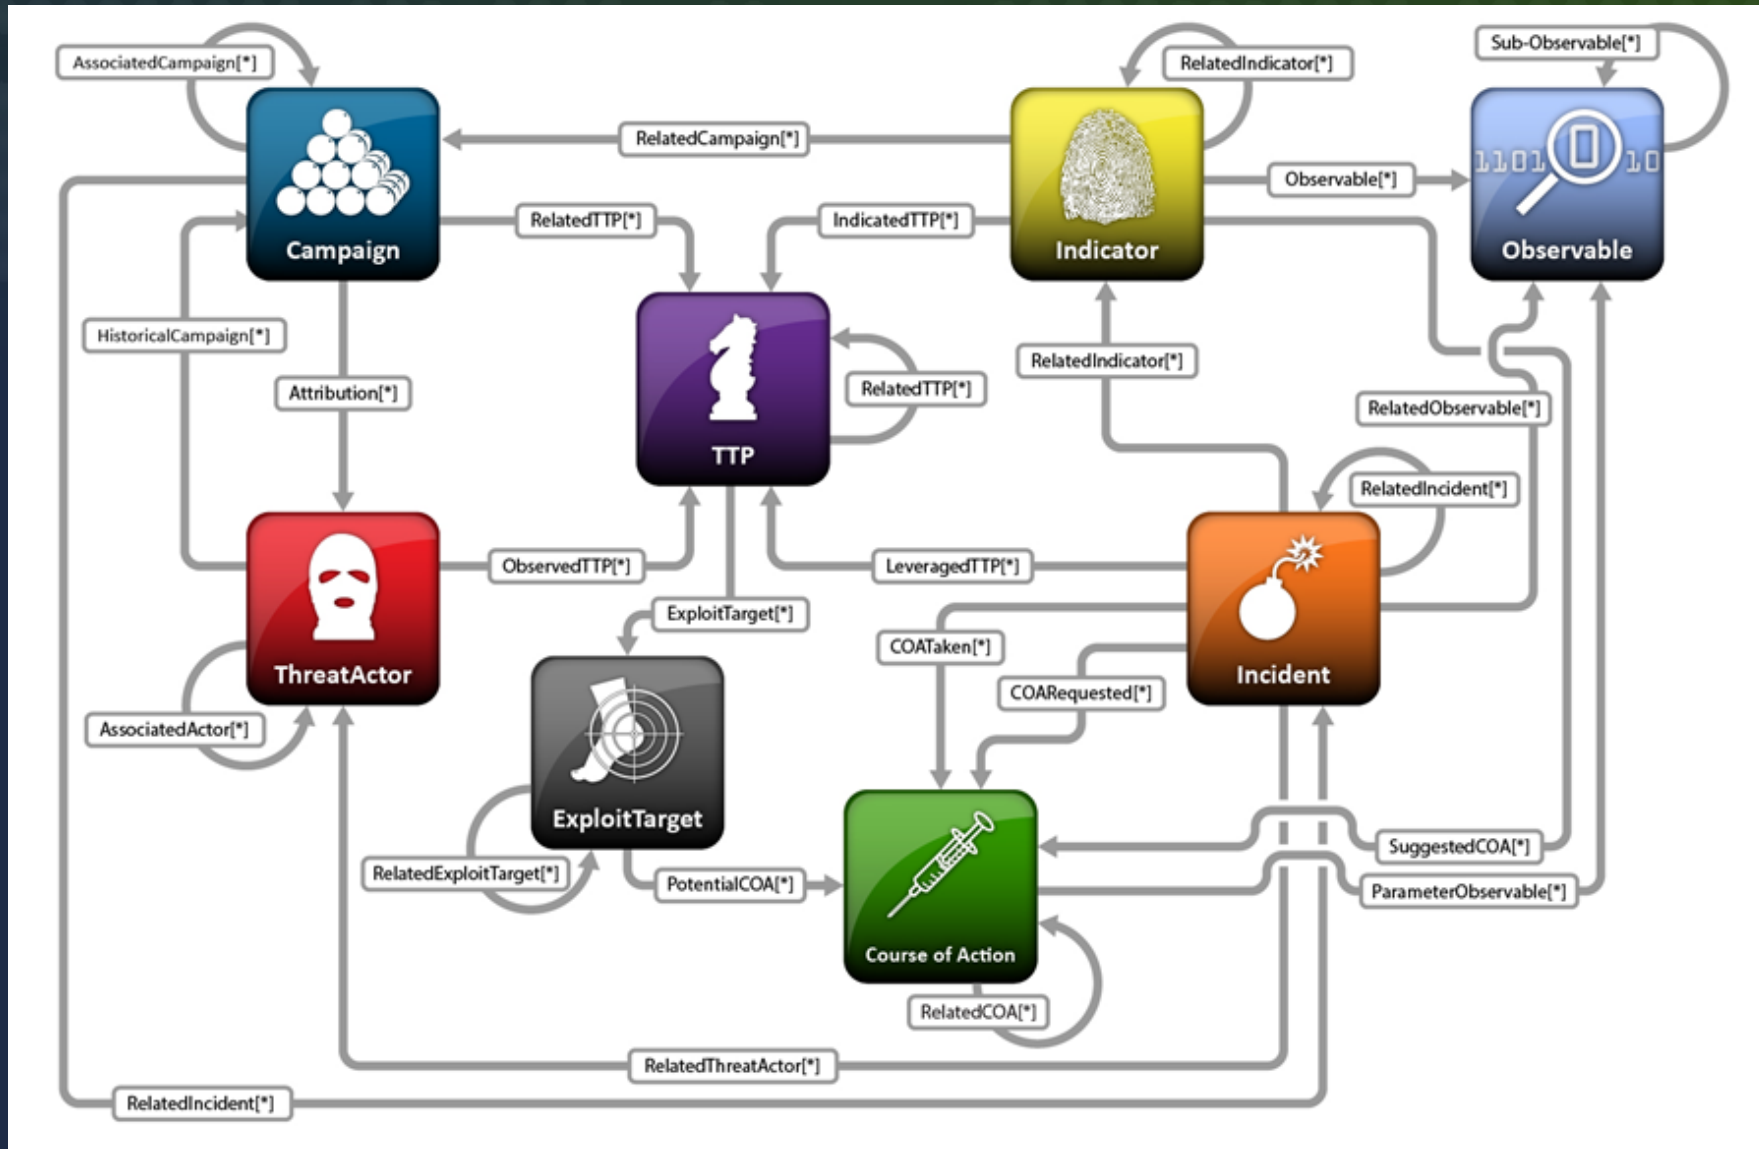 AssociatedCampaign[*]
RelatedIndicator[*]
Sub-Observable[*]
RelatedCampaign[*]
1101 0 10
Observable[*]
RelatedTTP[*]
IndicatedTTP[*]
Campaign
Indicator
Observable
HistoricalCampaign[*]
RelatedIndicator[*]
Attribution[*]
RelatedTTP[*]
RelatedObservable[*]
TTP
RelatedIncident[*]
ObservedTTP[*]
LeveragedTTP[*]
ExploitTarget[*]
COATaken[*]
ThreatActor
Incident
COARequested[*]
AssociatedActor[*]
ExploitTarget
SuggestedCOA[*]
RelatedExploitTarget[*]
PotentialCOA[*]
ParameterObservable[*]
Course of Action
RelatedCOA[*]
RelatedThreatActor[*]
RelatedIncident[*]